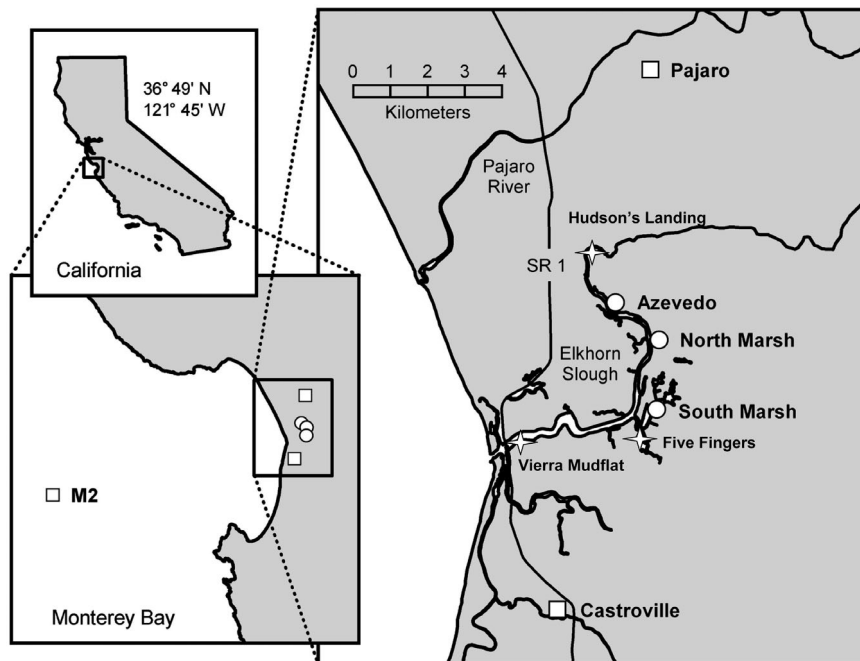 36° 49' N
121° 45' W
California
M2
Monterey Bay
0 1 2 3 4
Kilometers
Pajaro
Pajaro
River
Hudson's Landing
SR 1
Azevedo
North Marsh
Elkhorn
Slough
South Marsh
Five Fingers
Vierra Mudflat
Castroville